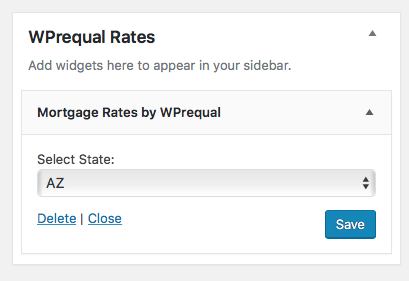 WPrequal Rates
Add widgets here to appear in your sidebar.
Mortgage Rates by WPrequal
Select State:
AZ
Delete | Close
Save